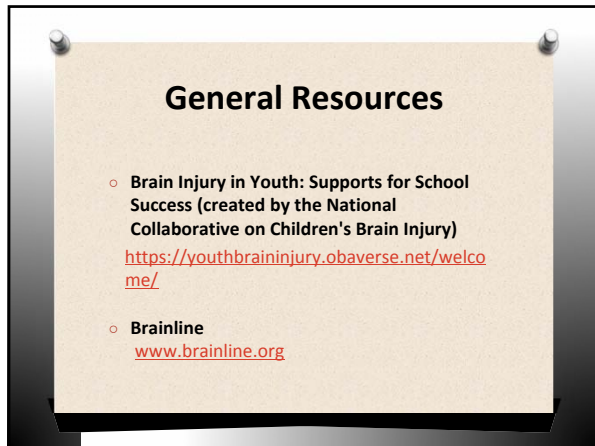 General Resources
○ Brain Injury in Youth: Supports for School
Success (created by the National
Collaborative on Children's Brain Injury)
https://youthbraininjury.obaverse.net/welco
me/
○ Brainline
www.brainline.org